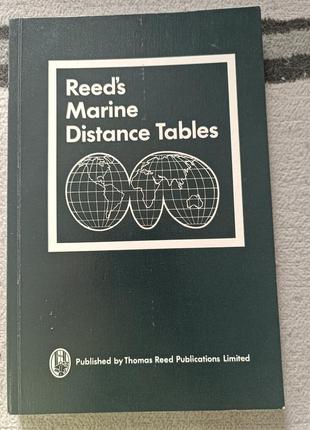 Reed's
Marine
Distance Tables
Published by Thomas Reed Publications Limited